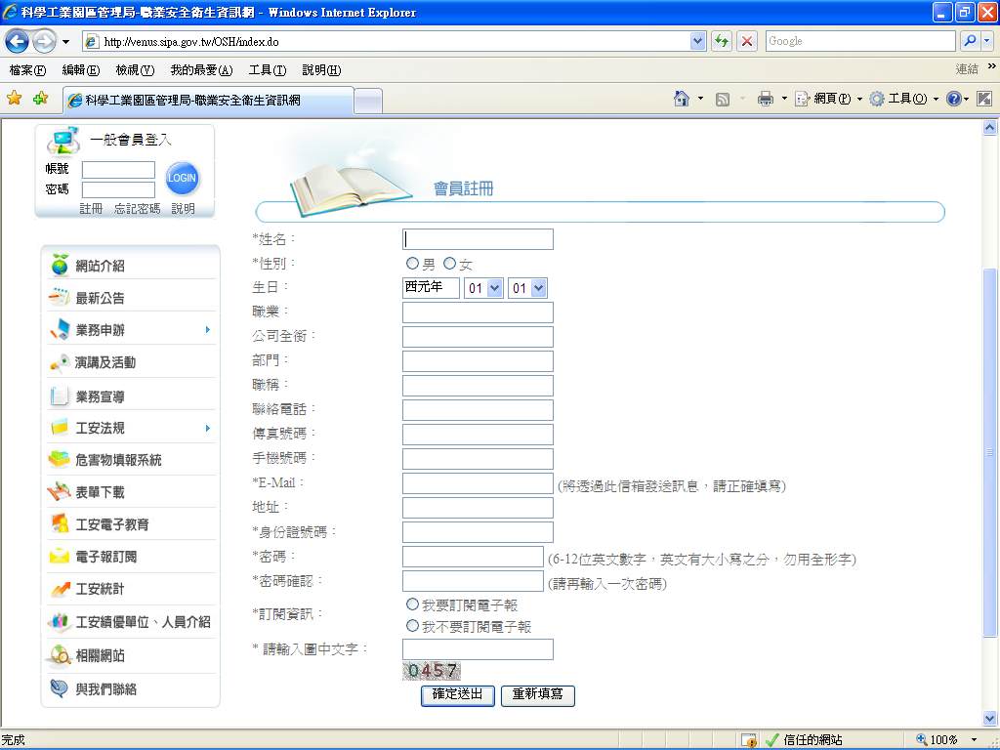 科學工業園區管理局-職業安全衛生資訊網 - Windows Internet Explorer
http://venus.sipa.gov.tw/OSH/index.do
Google
檔案(F) 編輯(E) 檢視(V) 我的最愛(A) 工具(T) 說明(H)
連結 »
科學工業園區管理局-職業安全衛生資訊網
網頁(P) 工具(O)
一般會員登入
帳號
密碼
LOGIN
註冊 忘記密碼 說明
網站介紹
最新公告
業務申辦
演講及活動
業務宣導
工安法規
危害物填報系統
表單下載
工安電子教育
電子報訂閱
工安統計
工安績優單位、人員介紹
相關網站
與我們聯絡
會員註冊
*姓名：
*性別： 男 女
生日： 西元年 01 01
職業：
公司全銜：
部門：
職稱：
聯絡電話：
傳真號碼：
手機號碼：
*E-Mail： (將透過此信箱發送訊息，請正確填寫)
地址：
*身份證號碼：
*密碼： (6-12位英文數字，英文有大小寫之分，勿用全形字)
*密碼確認： (請再輸入一次密碼)
*訂閱資訊： 我要訂閱電子報
我不要訂閱電子報
* 請輸入圖中文字：
0457
確定送出 重新填寫
完成
信任的網站
100%